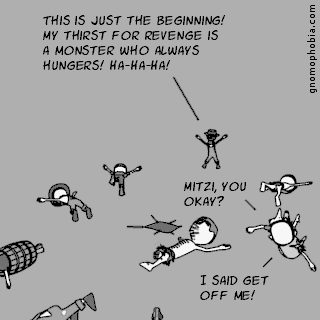 THIS IS JUST THE BEGINNING!
MY THIRST FOR REVENGE IS
A MONSTER WHO ALWAYS
HUNGERS! HA-HA-HA!
gnomophobia.com
MITZI, YOU
OKAY?
I SAID GET
OFF ME!